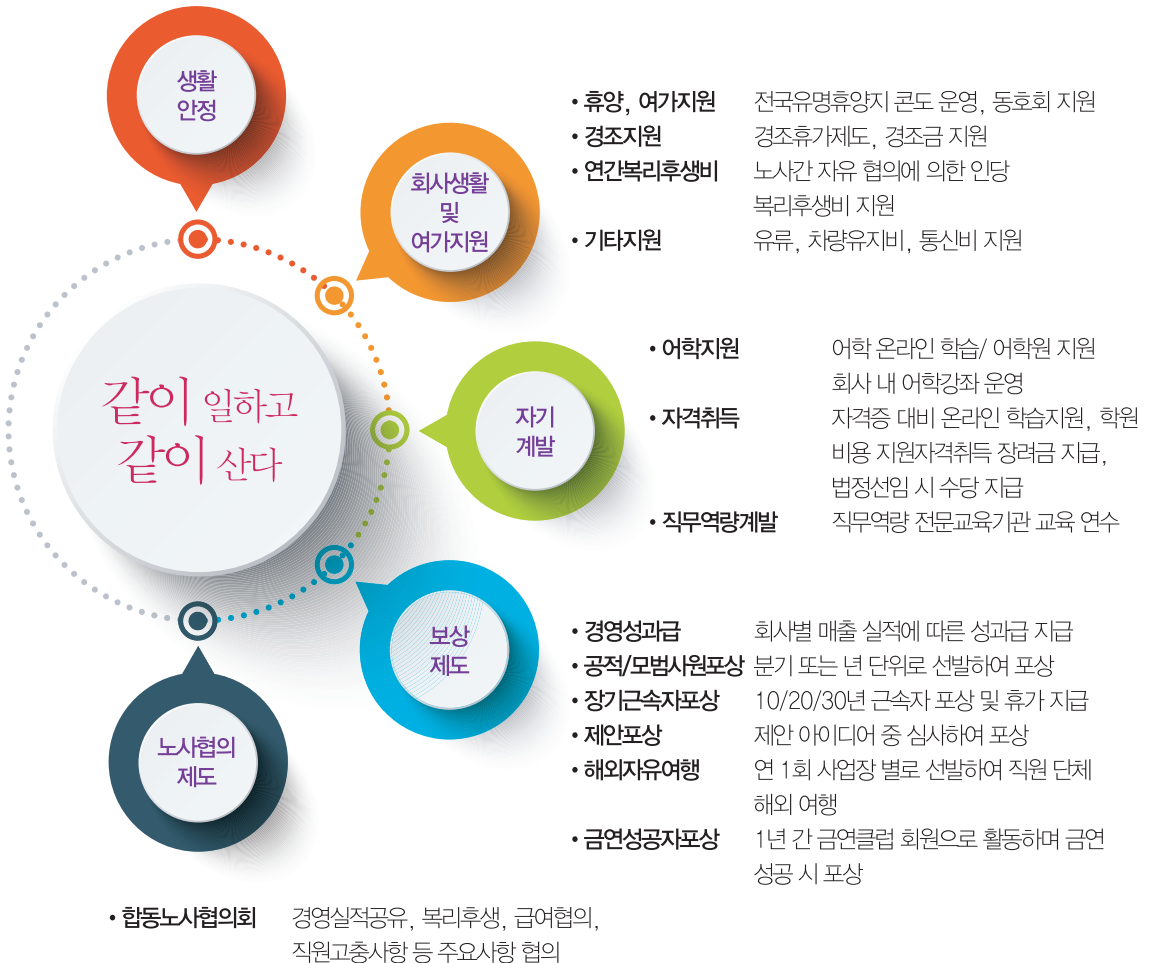 생활
안정
회사생활
및
여가지원
• 휴양, 여가지원 전국유명휴양지 콘도 운영, 동호회 지원
• 경조지원 경조휴가제도, 경조금 지원
• 연간복리후생비 노사간 자유 협의에 의한 인당
복리후생비 지원
• 기타지원 유류, 차량유지비, 통신비 지원
같이 일하고
같이 산다
자기
계발
• 어학지원 어학 온라인 학습/ 어학원 지원
회사 내 어학강좌 운영
• 자격취득 자격증 대비 온라인 학습지원, 학원
비용 지원자격취득 장려금 지급,
법정선임 시 수당 지급
• 직무역량계발 직무역량 전문교육기관 교육 연수
보상
제도
• 경영성과급 회사별 매출 실적에 따른 성과급 지급
• 공적/모범사원포상 분기 또는 년 단위로 선발하여 포상
• 장기근속자포상 10/20/30년 근속자 포상 및 휴가 지급
• 제안포상 제안 아이디어 중 심사하여 포상
• 해외자유여행 연 1회 사업장 별로 선발하여 직원 단체
해외 여행
• 금연성공자포상 1년 간 금연클럽 회원으로 활동하며 금연
성공 시 포상
노사협의
제도
• 합동노사협의회 경영실적공유, 복리후생, 급여협의,
직원고충사항 등 주요사항 협의